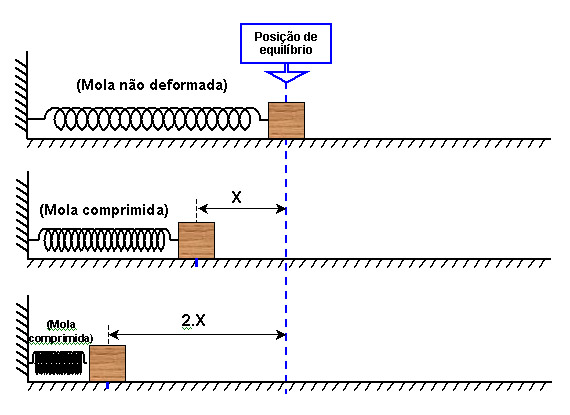 Posição de
equilíbrio
(Mola não deformada)
X
(Mola comprimida)
2.X
(Mola
comprimida)